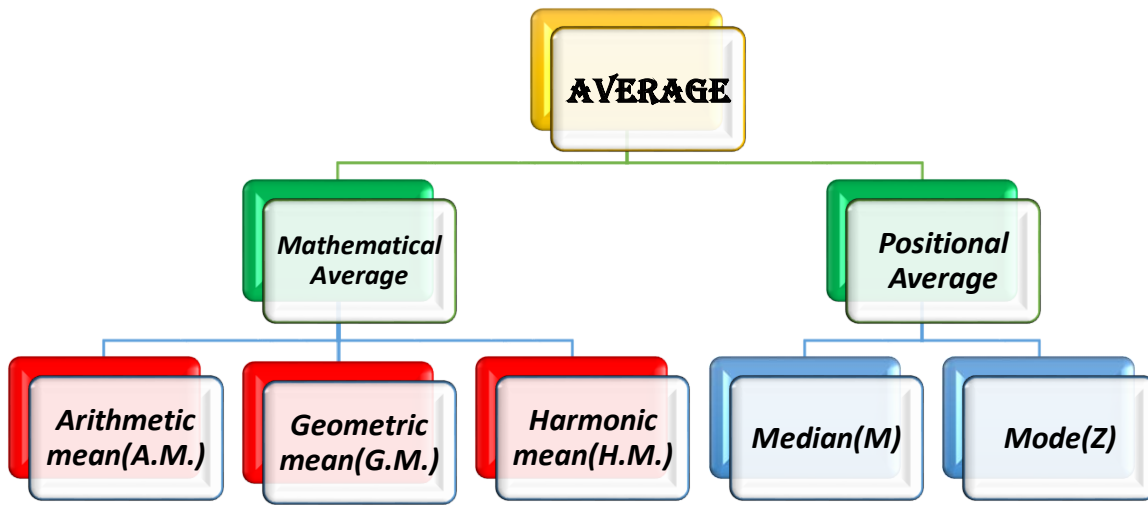 AVERAGE
Mathematical
Average
Positional
Average
Arithmetic
mean(A.M.)
Geometric
mean(G.M.)
Harmonic
mean(H.M.)
Median(M)
Mode(Z)